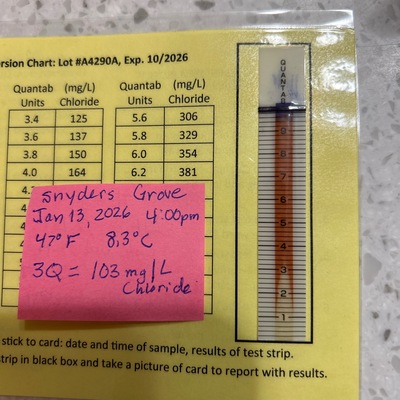 ersion Chart: Lot #A4290A, Exp. 10/2026
Quantab (mg/L) Quantab (mg/L)
Units Chloride Units Chloride
3.4 125 5.6 306
3.6 137 5.8 329
3.8 150 6.0 354
4.0 164 6.2 381
4.
Snyders Grove
Jan 13, 2026 4:00pm
47°F 8.3°C
3Q = 103 mg/L
Chloride
QUANTAB
9
8
7
6
5
4
3
2
1
stick to card: date and time of sample, results of test strip.
strip in black box and take a picture of card to report with results.